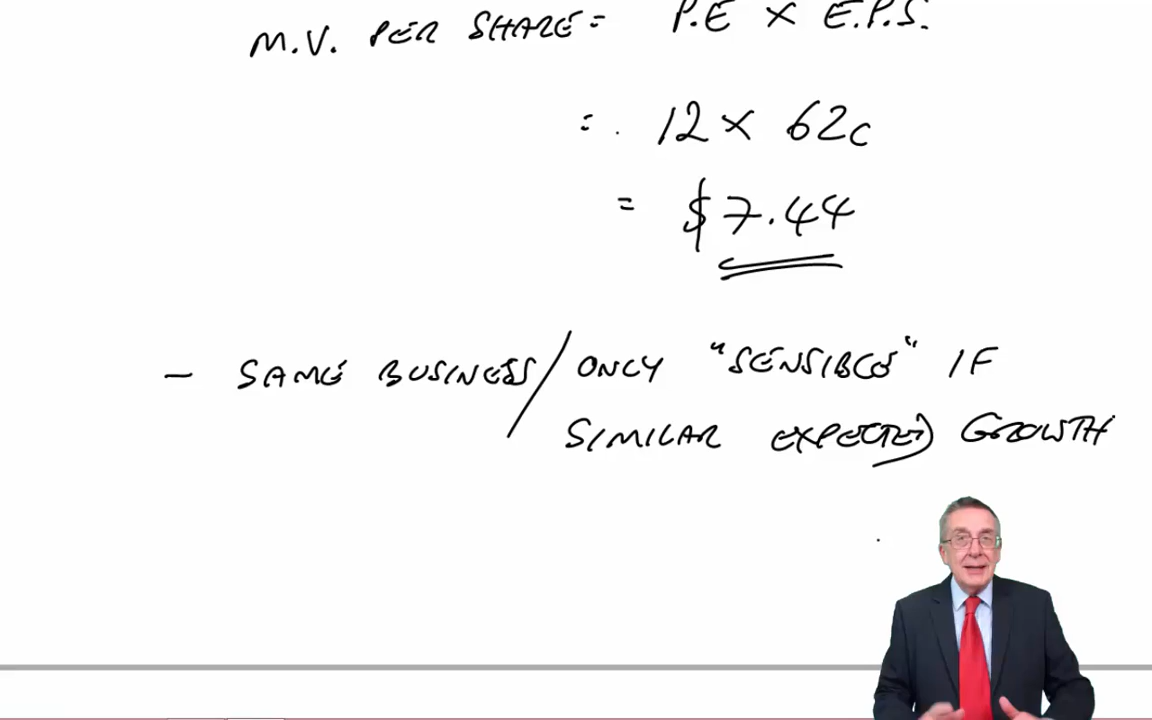 M.V. PER SHARE = P.E × E.P.S.
= 12 × 62c
= $7.44
- SAME BUSINESS / ONLY "SENSIBLE" IF
SIMILAR EXPECTED GROWTH